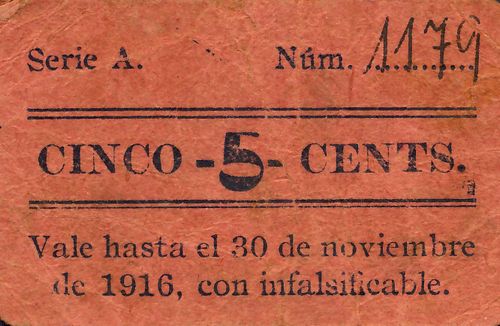 Serie A. Núm. 1179
CINCO -5- CENTS.
Vale hasta el 30 de noviembre
de 1916, con infalsificable.